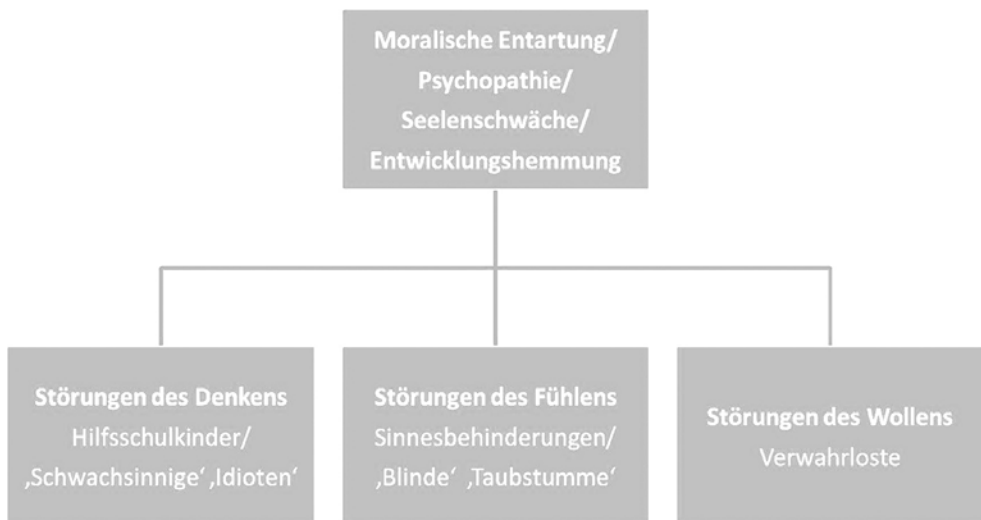 Moralische Entartung/
Psychopathie/
Seelenschwäche/
Entwicklungshemmung
Störungen des Denkens
Hilfsschulkinder/
‚Schwachsinnige‘ ‚Idioten‘
Störungen des Fühlens
Sinnesbehinderungen/
‚Blinde‘ ‚Taubstumme‘
Störungen des Wollens
Verwahrloste